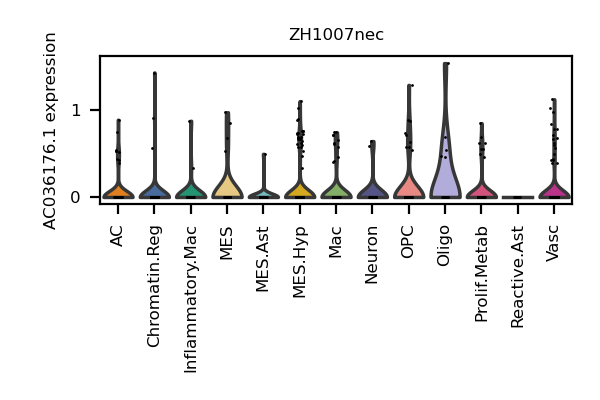 ZH1007nec
AC036176.1 expression
1
0
AC
Chromatin.Reg
Inflammatory.Mac
MES
MES.Ast
MES.Hyp
Mac
Neuron
OPC
Oligo
Prolif.Metab
Reactive.Ast
Vasc